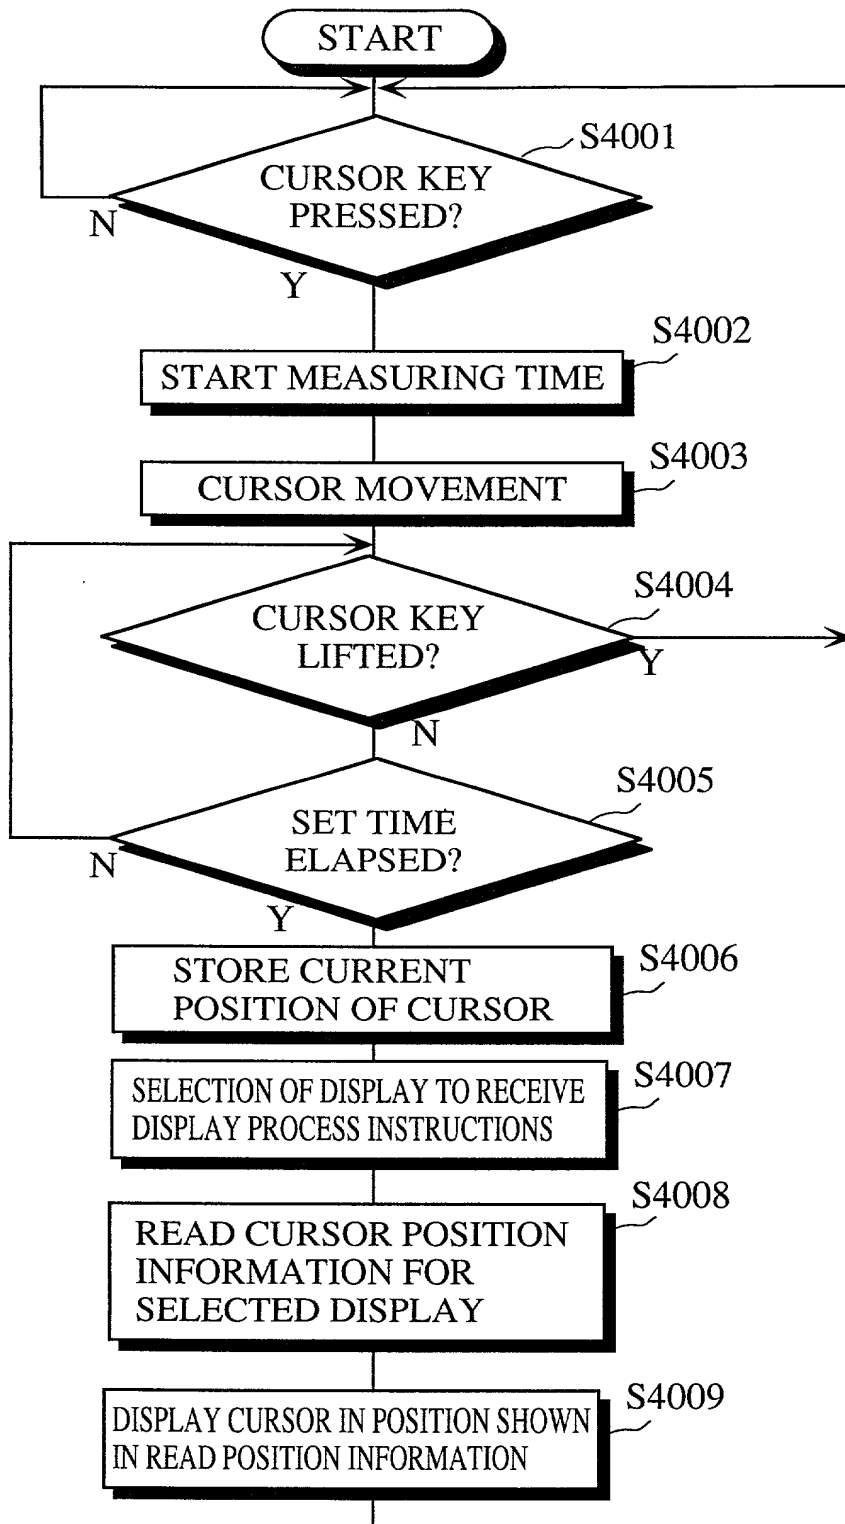 START
S4001
CURSOR KEY
PRESSED?
N
Y
S4002
START MEASURING TIME
S4003
CURSOR MOVEMENT
S4004
CURSOR KEY
LIFTED?
Y
N
S4005
SET TIME
ELAPSED?
N
Y
S4006
STORE CURRENT
POSITION OF CURSOR
S4007
SELECTION OF DISPLAY TO RECEIVE
DISPLAY PROCESS INSTRUCTIONS
S4008
READ CURSOR POSITION
INFORMATION FOR
SELECTED DISPLAY
S4009
DISPLAY CURSOR IN POSITION SHOWN
IN READ POSITION INFORMATION